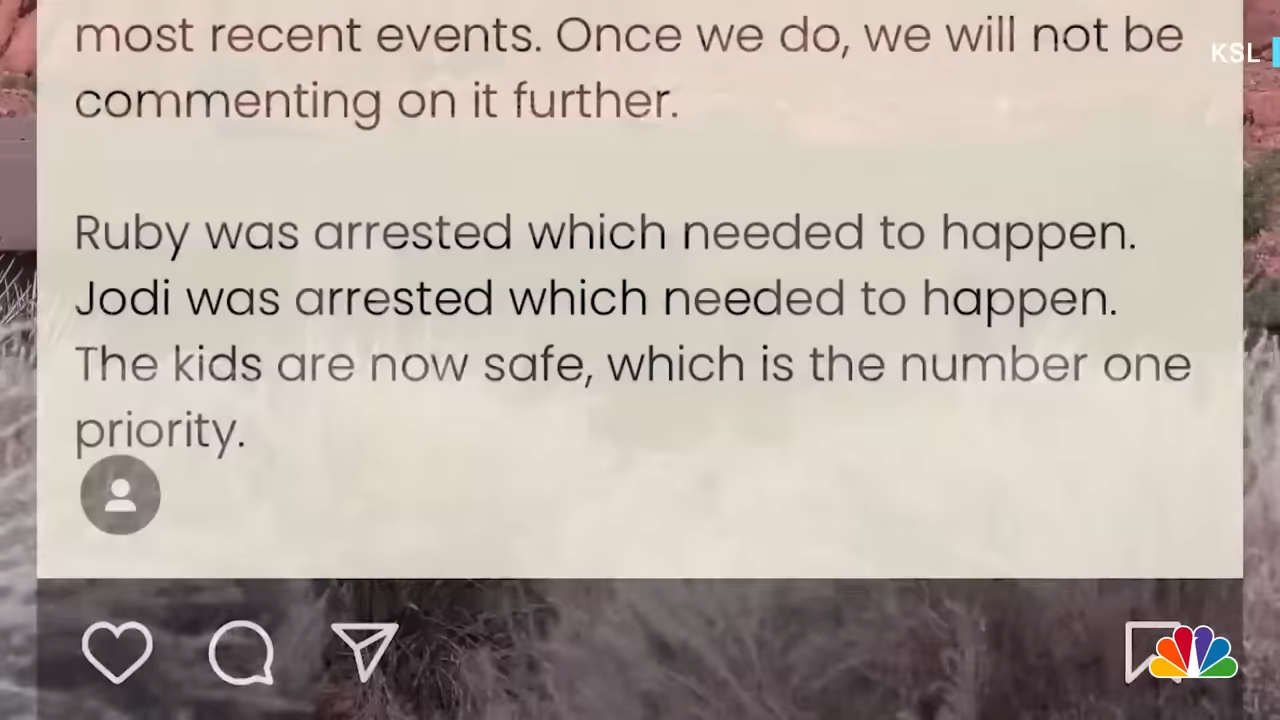 most recent events. Once we do, we will not be
KSL
commenting on it further.
Ruby was arrested which needed to happen.
Jodi was arrested which needed to happen.
The kids are now safe, which is the number one
priority.